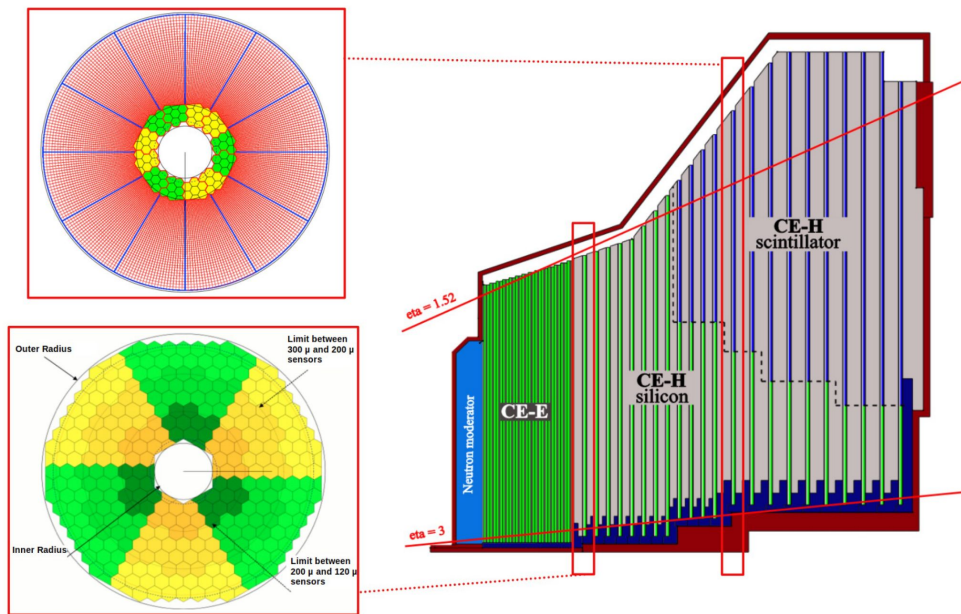 Outer Radius
Limit between
300 µ and 200 µ
sensors
Inner Radius
Limit between
200 µ and 120 µ
sensors
eta = 1.52
eta = 3
Neutron moderator
CE-E
CE-H
silicon
CE-H
scintillator